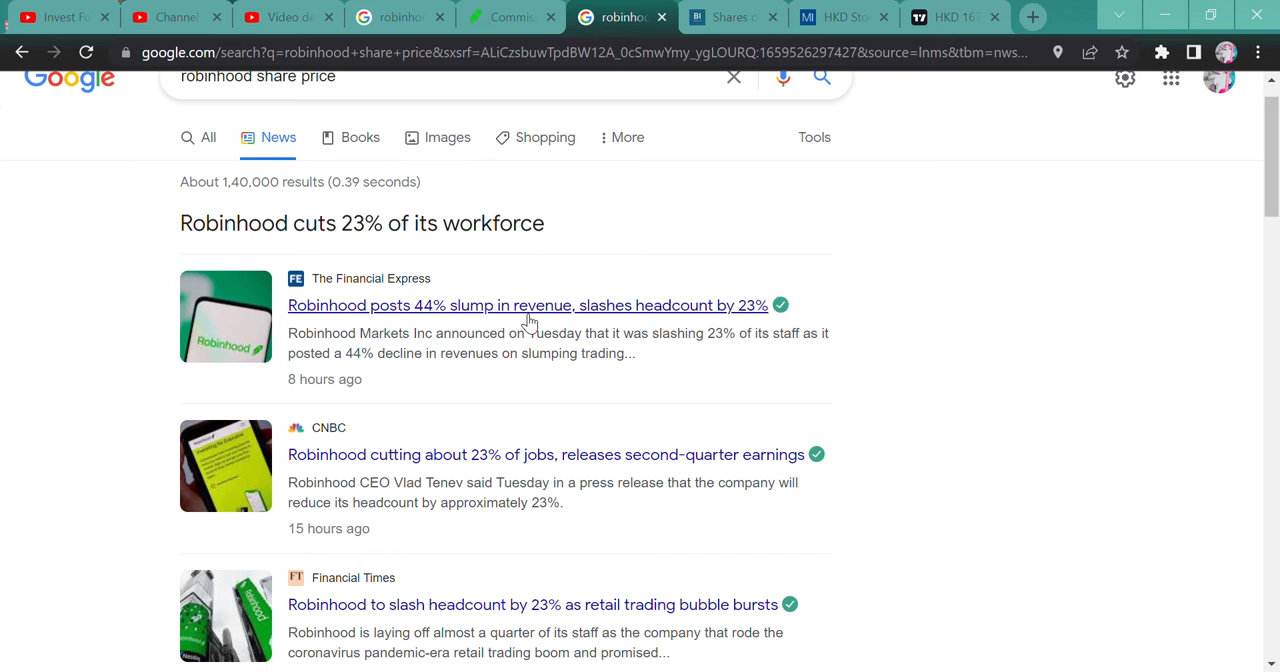 Invest Fo
Channel
Video de
robinhoo
Commiss
robinhoo
Shares o
HKD Sto
HKD 167
google.com/search?q=robinhood+share+price&sxsrf=ALiCzsbuwTpdBW12A_0cSmwYmy_ygLOURQ:1659526297427&source=lnms&tbm=nws...
Google
robinhood share price
All
News
Books
Images
Shopping
More
Tools
About 1,40,000 results (0.39 seconds)
Robinhood cuts 23% of its workforce
FE The Financial Express
Robinhood posts 44% slump in revenue, slashes headcount by 23%
Robinhood Markets Inc announced on Tuesday that it was slashing 23% of its staff as it
posted a 44% decline in revenues on slumping trading...
8 hours ago
Robinhood
CNBC
Robinhood cutting about 23% of jobs, releases second-quarter earnings
Robinhood CEO Vlad Tenev said Tuesday in a press release that the company will
reduce its headcount by approximately 23%.
15 hours ago
FT Financial Times
Robinhood to slash headcount by 23% as retail trading bubble bursts
Robinhood is laying off almost a quarter of its staff as the company that rode the
coronavirus pandemic-era retail trading boom and promised...